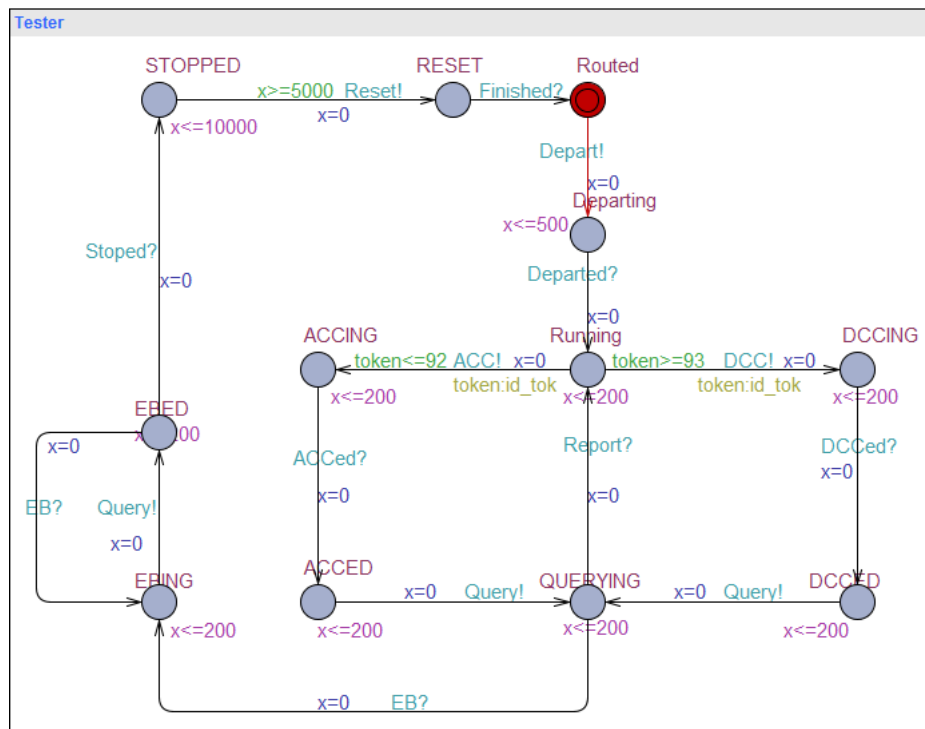 Tester
STOPPED
RESET
Routed
x>=5000 Reset!
Finished?
x=0
x<=10000
Depart!
x=0
Departing
x<=500
Stoped?
Departed?
x=0
x=0
ACCING
Running
DCCING
token<=92 ACC! x=0
token>=93 DCC! x=0
token:id_tok
token:id_tok
x<=200
x<=200
x<=200
EBED
x=0
ACCed?
Report?
DCCed?
x=0
x=0
x=0
EB?
Query!
x=0
EBING
ACCED
QUERYING
DCCED
x=0 Query!
x=0 Query!
x<=200
x<=200
x<=200
x<=200
x=0 EB?